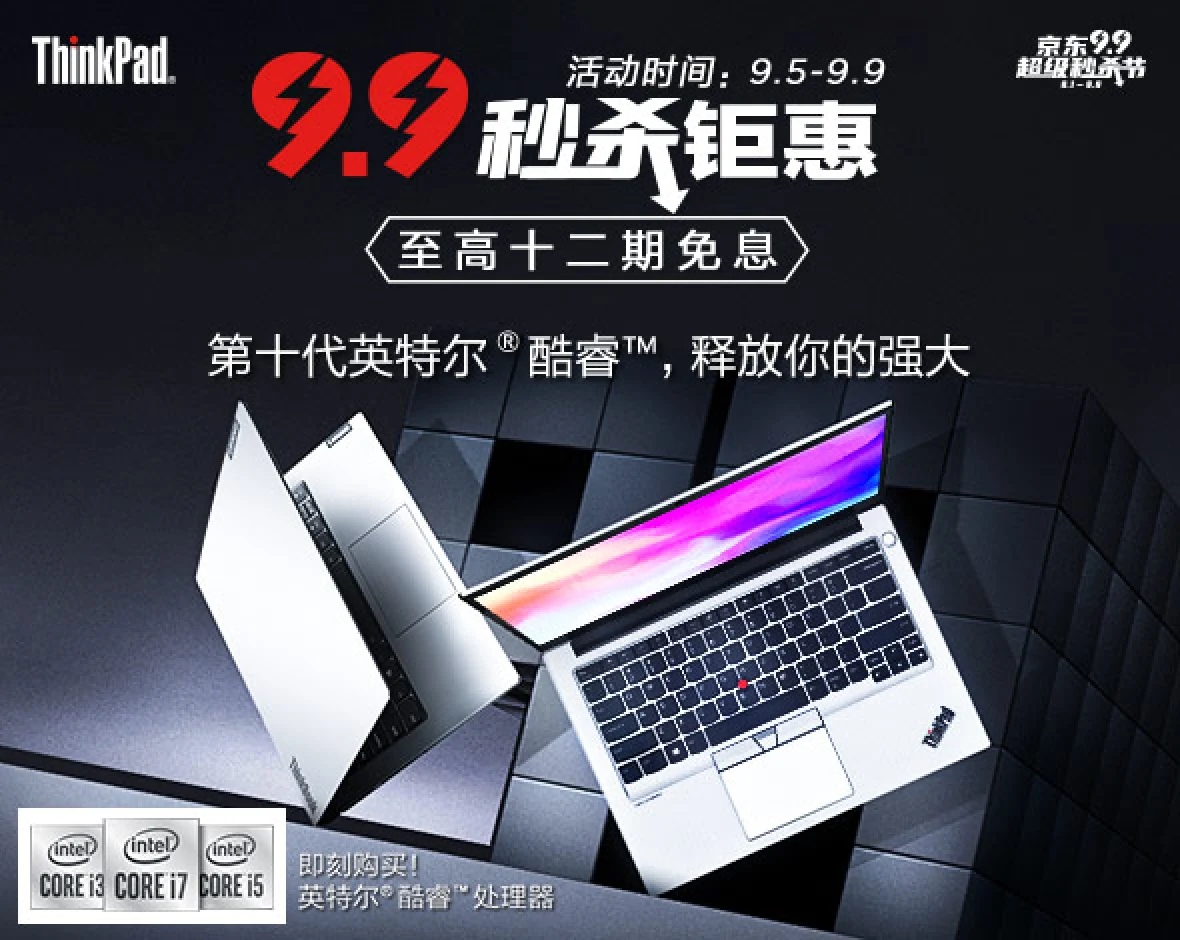 ThinkPad
京东9.9
超级秒杀节
活动时间：9.5-9.9
9.9秒杀钜惠
至高十二期免息
第十代英特尔®酷睿™，释放你的强大
ThinkPad
ThinkPad
intel
CORE i3
intel
CORE i7
intel
CORE i5
即刻购买！
英特尔®酷睿™处理器